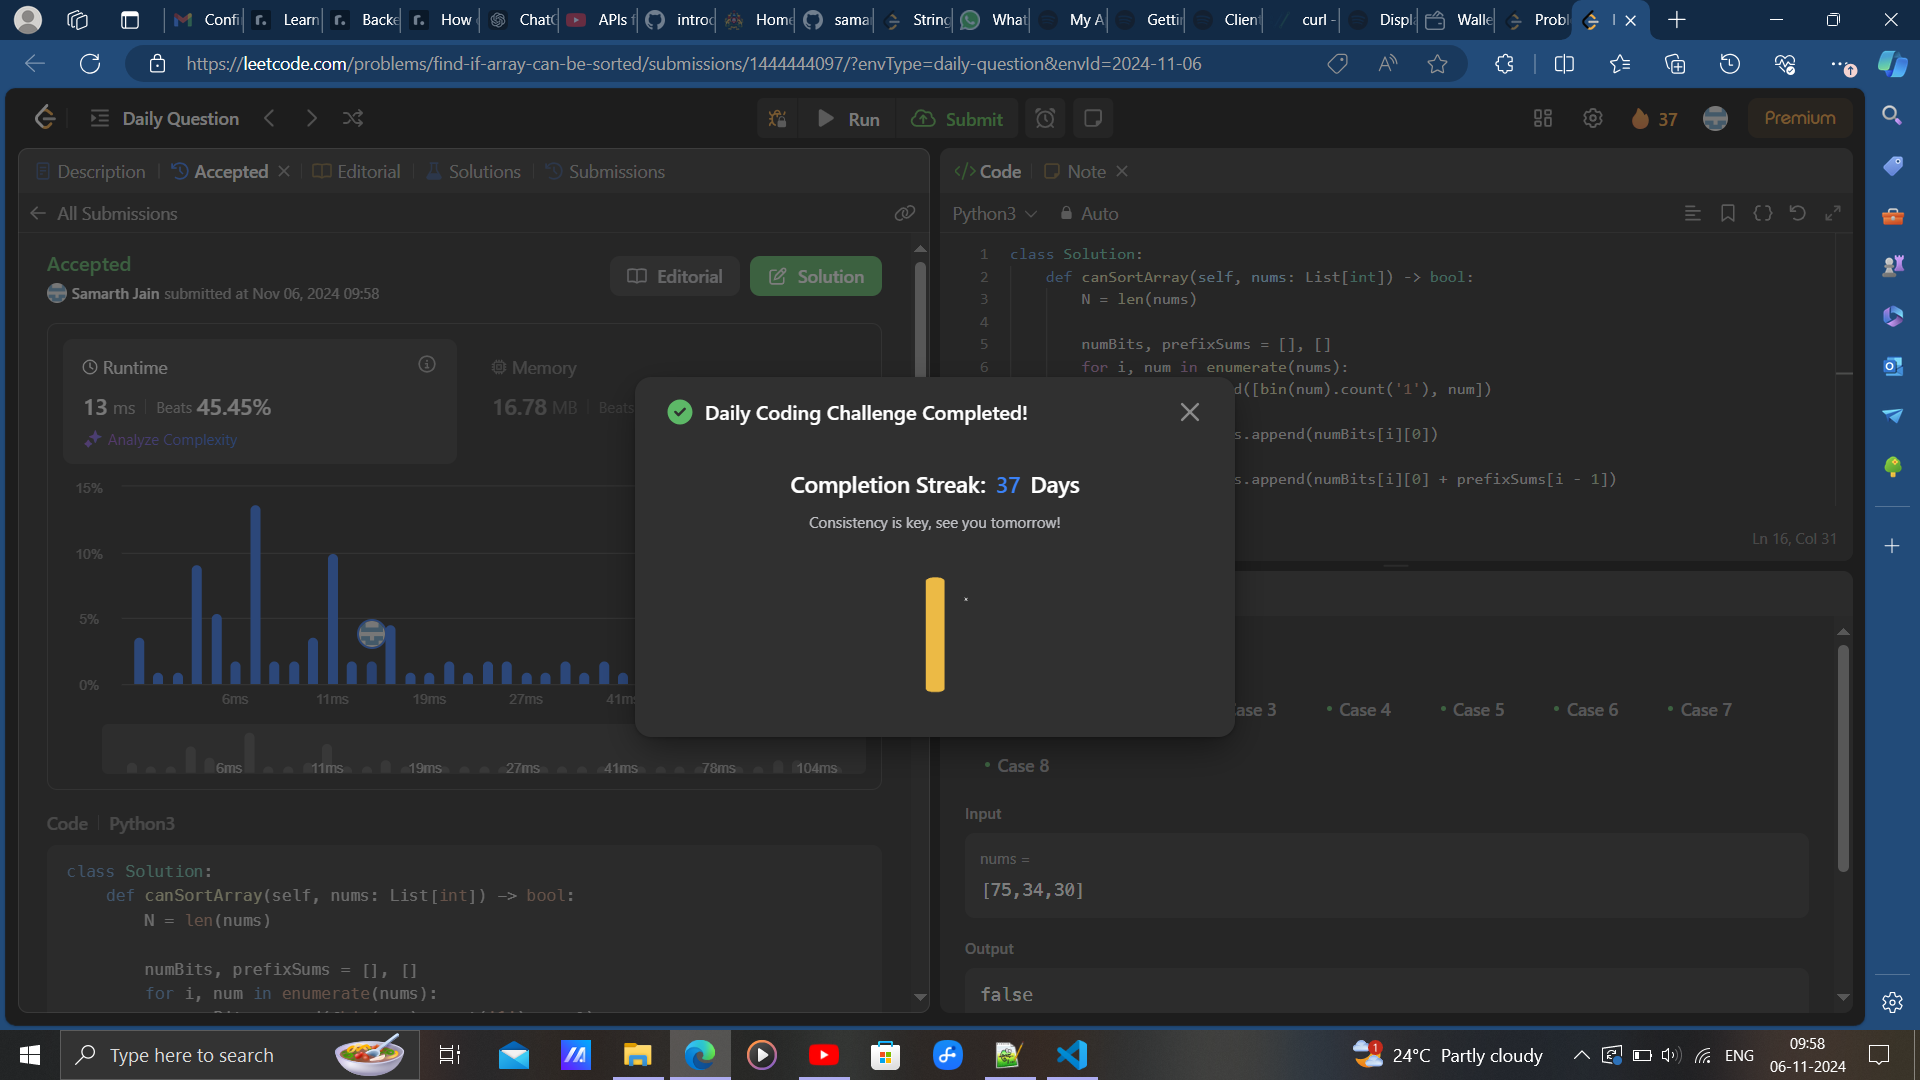 Confi
Learn
Backe
How
ChatG
APIs f
introd
Home
samar
String
What
My A
Getti
Client
curl -
Displ
Walle
Probl
https://leetcode.com/problems/find-if-array-can-be-sorted/submissions/1444444097/?envType=daily-question&envId=2024-11-06
Daily Question
Run
Submit
37
Premium
Description
Accepted
Editorial
Solutions
Submissions
All Submissions
Accepted
Samarth Jain submitted at Nov 06, 2024 09:58
Editorial
Solution
Runtime
13 ms
Beats 45.45%
Analyze Complexity
Memory
16.78 MB
Beats
15%
10%
5%
0%
6ms 11ms 19ms 27ms 41ms
6ms 11ms 19ms 27ms 41ms 78ms 104ms
Code
Python3
class Solution:
def canSortArray(self, nums: List[int]) -> bool:
N = len(nums)
numBits, prefixSums = [], []
for i, num in enumerate(nums):
Daily Coding Challenge Completed!
Completion Streak: 37 Days
Consistency is key, see you tomorrow!
Code
Note
Python3
Auto
1 class Solution:
2 def canSortArray(self, nums: List[int]) -> bool:
3 N = len(nums)
4
5 numBits, prefixSums = [], []
6 for i, num in enumerate(nums):
d([bin(num).count('1'), num])
s.append(numBits[i][0])
s.append(numBits[i][0] + prefixSums[i - 1])
Ln 16, Col 31
Case 3
Case 4
Case 5
Case 6
Case 7
Case 8
Input
nums =
[75,34,30]
Output
false
Type here to search
1
24°C Partly cloudy
ENG
09:58
06-11-2024